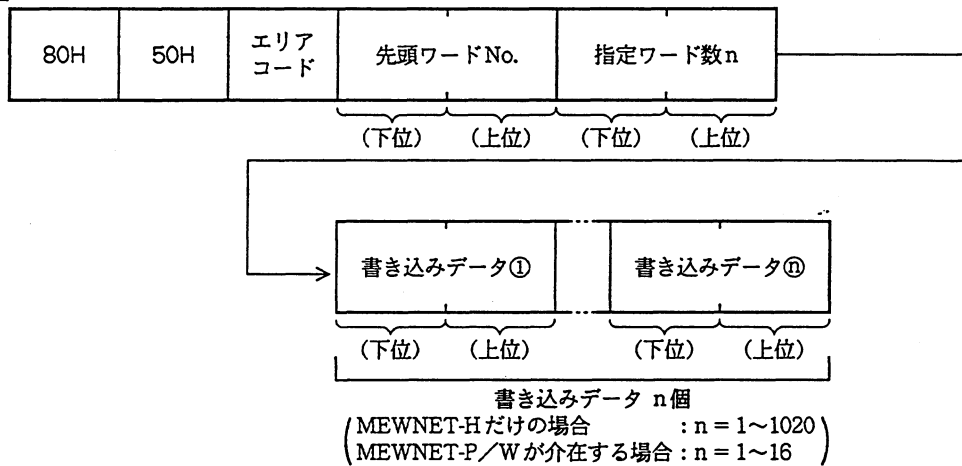 80H 50H エリア
コード 先頭ワードNo. 指定ワード数n
(下位) (上位) (下位) (上位)
書き込みデータ① 書き込みデータⓝ
(下位) (上位) (下位) (上位)
書き込みデータ n個
(MEWNET-Hだけの場合 : n = 1~1020
MEWNET-P/Wが介在する場合 : n = 1~16)